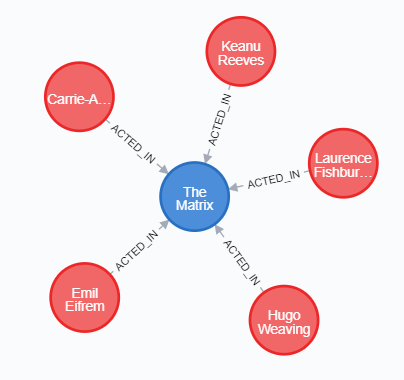 Keanu
Reeves
Carrie-A...
ACTED_IN
ACTED_IN
Laurence
Fishbur...
ACTED_IN
The
Matrix
ACTED_IN
ACTED_IN
Emil
Eifrem
Hugo
Weaving